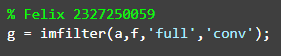 % Felix 2327250059
g = imfilter(a,f,'full','conv');